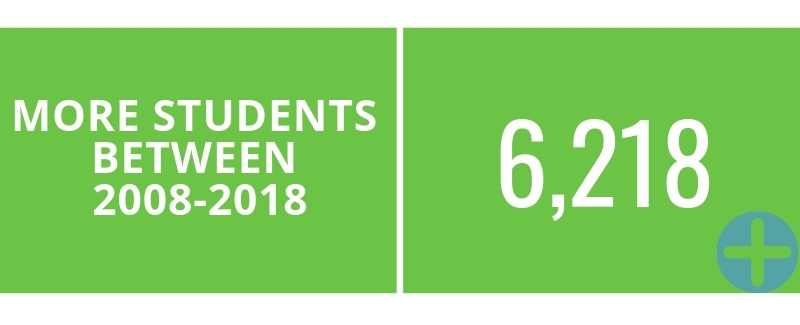 MORE STUDENTS
BETWEEN
2008-2018
6,218